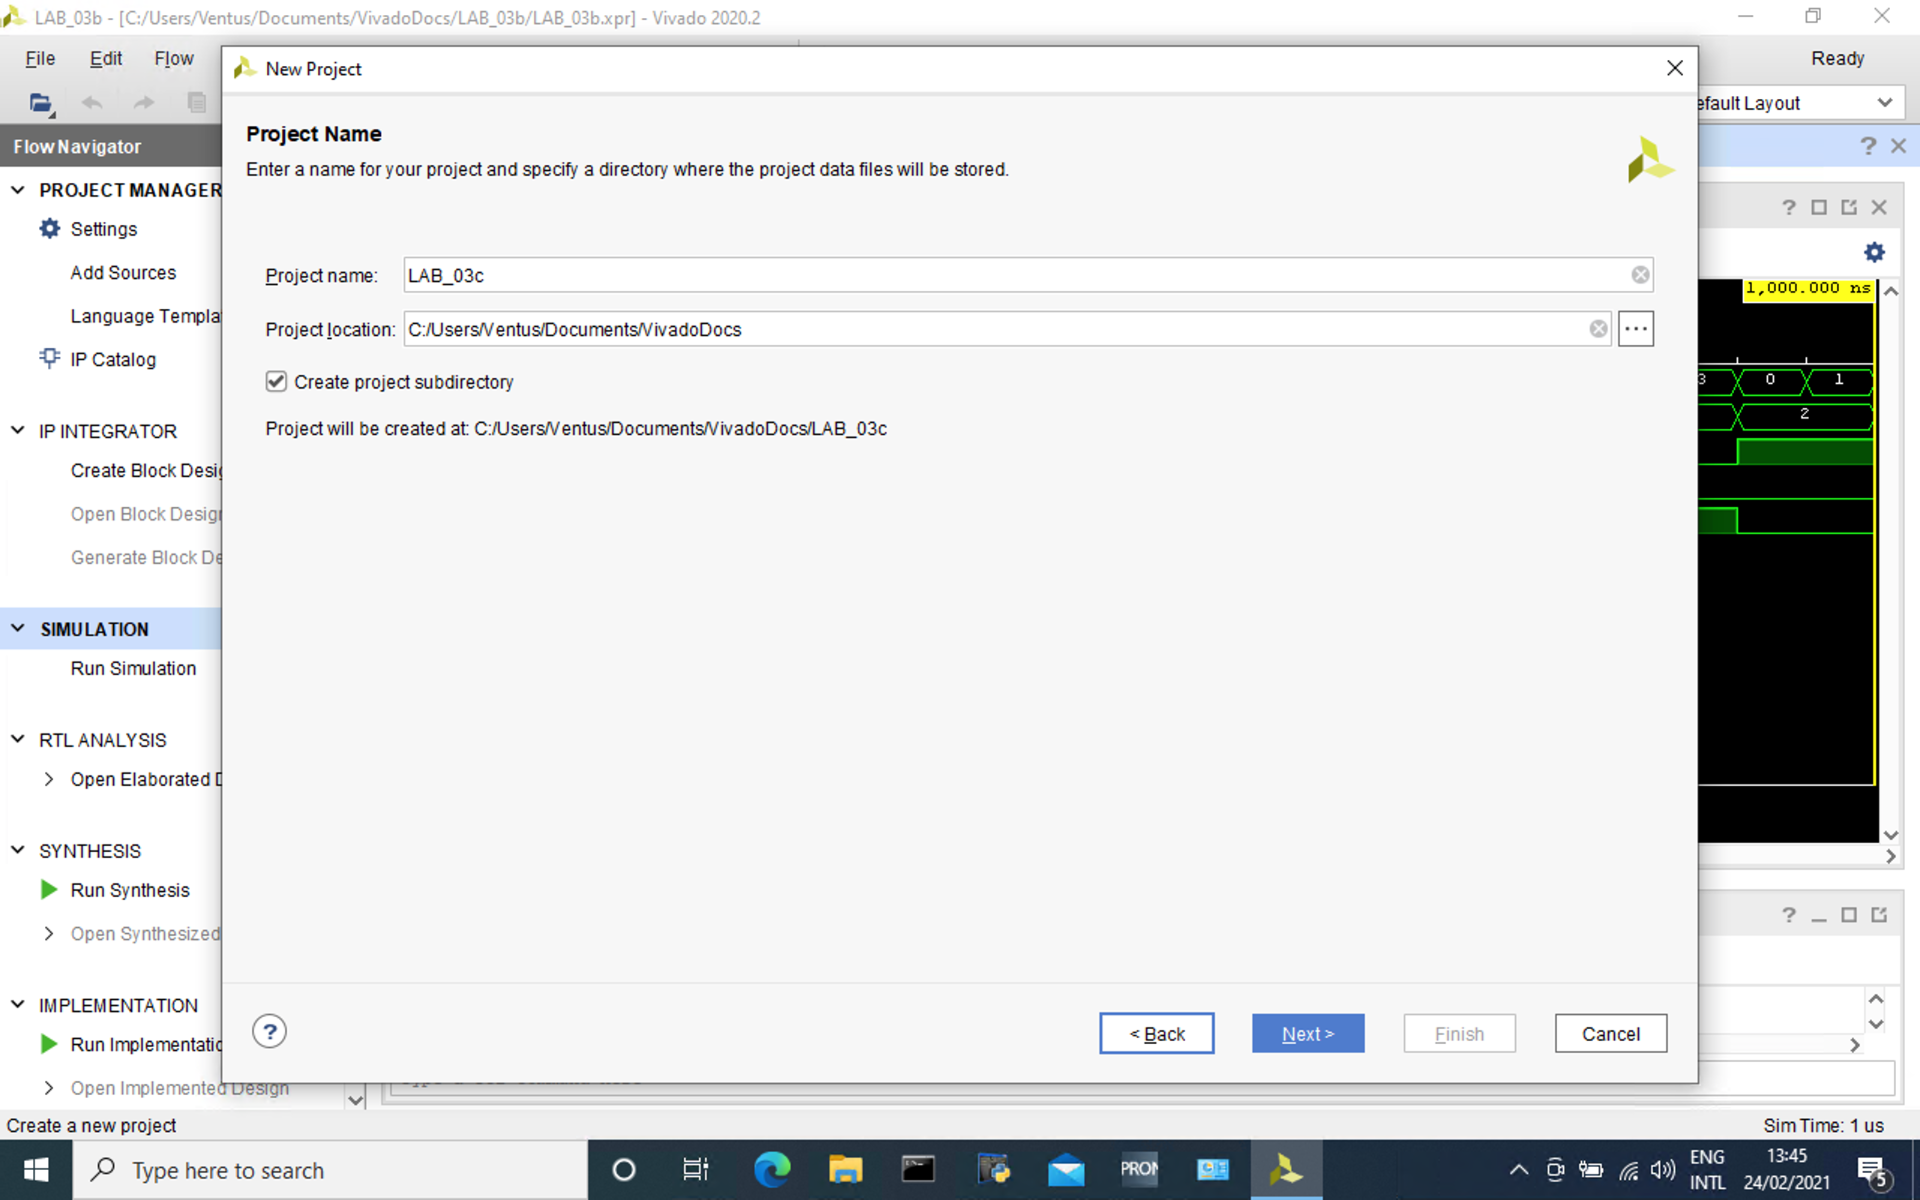 LAB_03b - [C:/Users/Ventus/Documents/VivadoDocs/LAB_03b/LAB_03b.xpr] - Vivado 2020.2
File Edit Flow
Ready
efault Layout
Flow Navigator
PROJECT MANAGER
Settings
Add Sources
Language Templa
IP Catalog
IP INTEGRATOR
Create Block Desig
Open Block Design
Generate Block De
SIMULATION
Run Simulation
RTL ANALYSIS
Open Elaborated D
SYNTHESIS
Run Synthesis
Open Synthesized
IMPLEMENTATION
Run Implementatio
Open Implemented Design
New Project
Project Name
Enter a name for your project and specify a directory where the project data files will be stored.
Project name: LAB_03c
Project location: C:/Users/Ventus/Documents/VivadoDocs
...
Create project subdirectory
Project will be created at: C:/Users/Ventus/Documents/VivadoDocs/LAB_03c
?
< Back Next > Finish Cancel
? 
?
1,000.000 ns
3 0 1
2
?
Create a new project
Sim Time: 1 us
Type here to search
PRON
ENG
INTL
13:45
24/02/2021
5